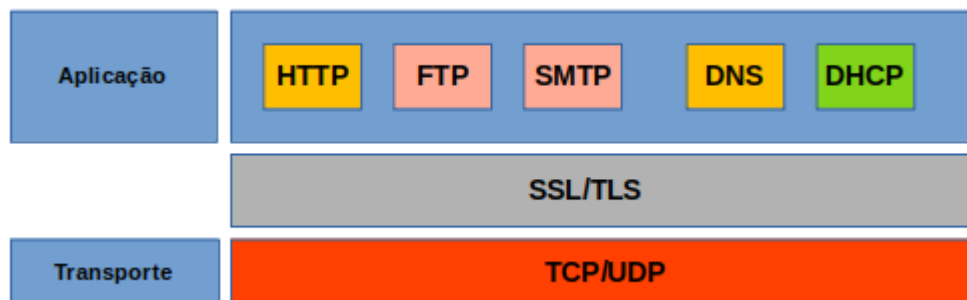 Aplicação
HTTP FTP SMTP DNS DHCP
SSL/TLS
Transporte
TCP/UDP